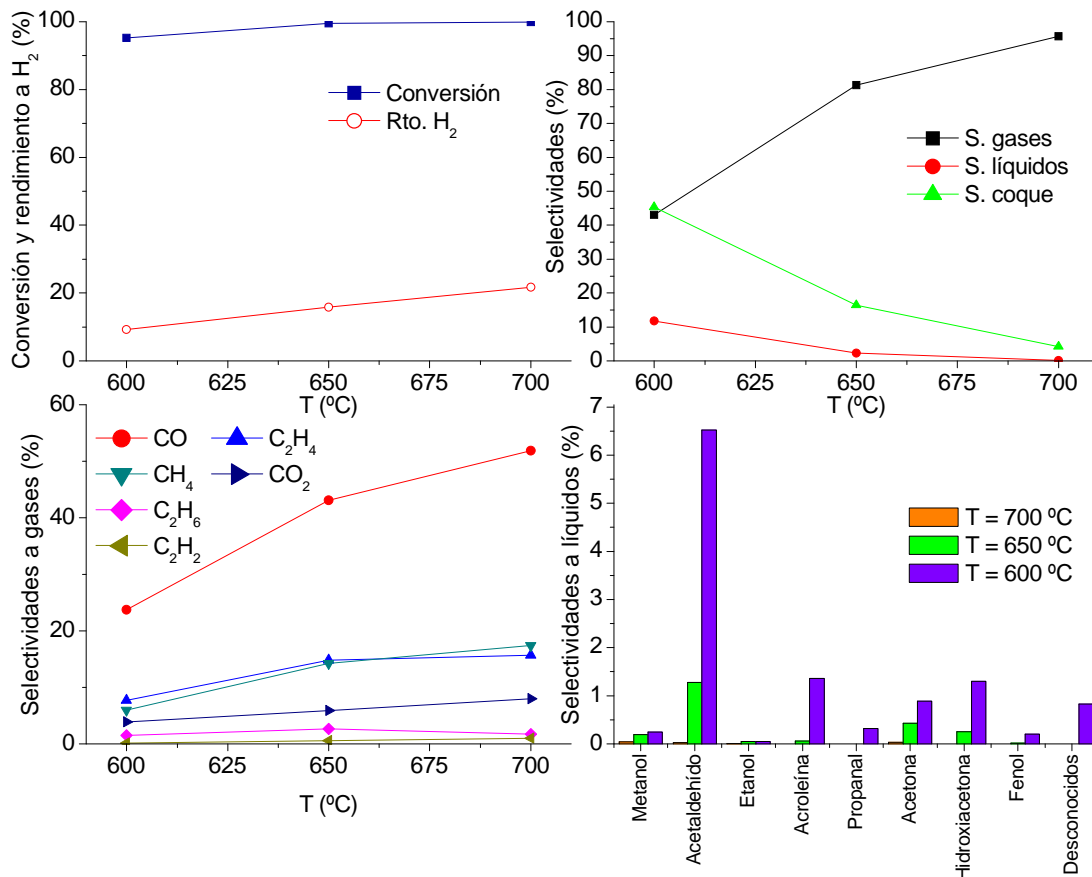 Conversión y rendimiento a H2 (%)
100
80
60
40
20
0
Conversión
Rto. H2
600 625 650 675 700
T (ºC)
Selectividades (%)
100
90
80
70
60
50
40
30
20
10
0
S. gases
S. líquidos
S. coque
600 625 650 675 700
T (ºC)
Selectividades a gases (%)
60
40
20
0
CO C2H4
CH4 CO2
C2H6
C2H2
600 625 650 675 700
T (ºC)
Selectividades a líquidos (%)
7
6
5
4
3
2
1
0
T = 700 ºC
T = 650 ºC
T = 600 ºC
Metanol
Acetaldehído
Etanol
Acroleína
Propanal
Acetona
Hidroxiacetona
Fenol
Desconocidos